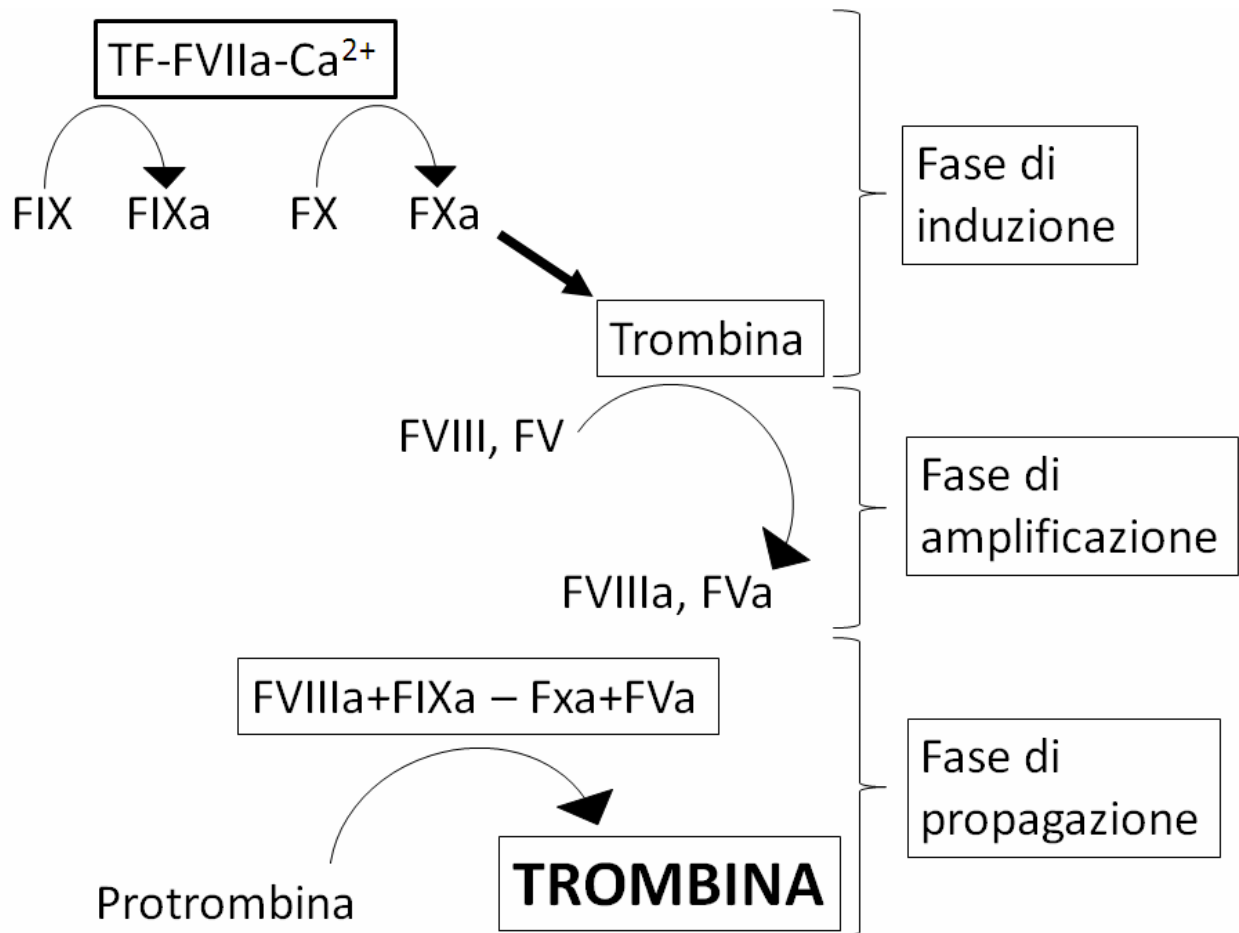 TF-FVIIa-Ca²⁺
FIX
FIXa
FX
FXa
Fase di
induzione
Trombina
FVIII, FV
Fase di
amplificazione
FVIIIa, FVa
FVIIIa+FIXa – Fxa+FVa
Fase di
propagazione
Protrombina
TROMBINA